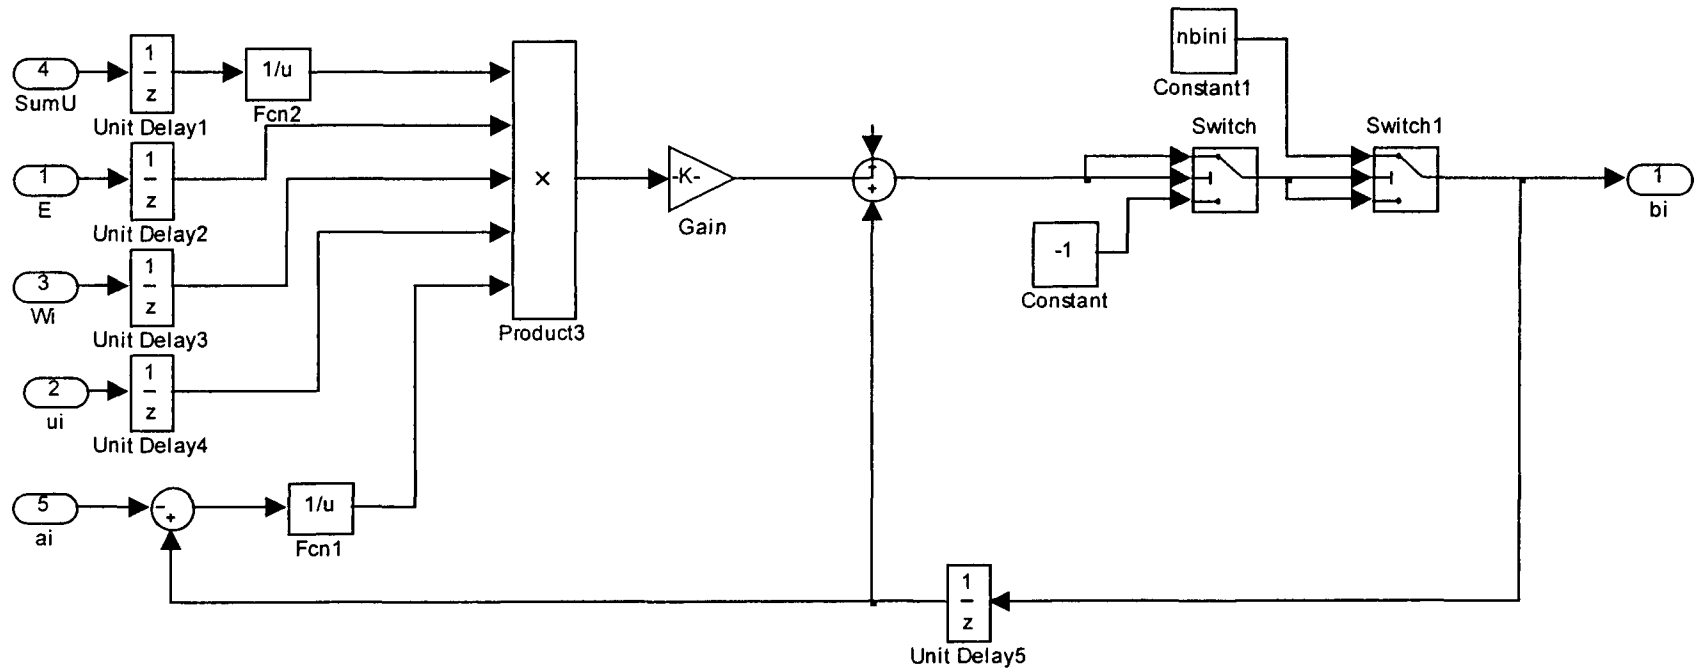 nbini
Constant1
4
SumU
1
z
Unit Delay1
1/u
Fcn2
Switch
Switch1
1
E
1
z
Unit Delay2
×
Product3
-K-
Gain
-
+
1
bi
-1
Constant
3
Wi
1
z
Unit Delay3
2
ui
1
z
Unit Delay4
5
ai
-
+
1/u
Fcn1
1
z
Unit Delay5